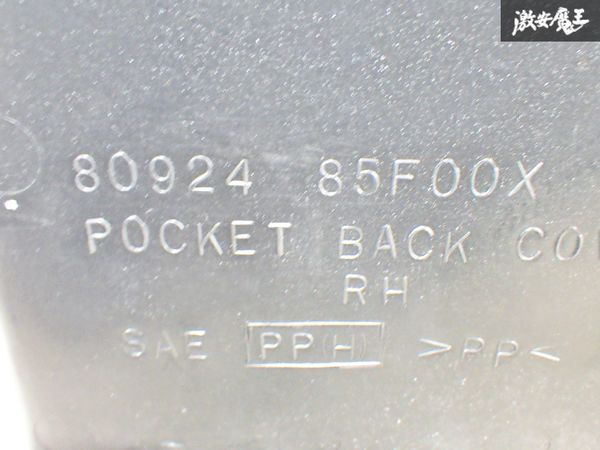 激安魔王
80924 85F00X
POCKET BACK CO
RH
SAE PP(H) >PP<